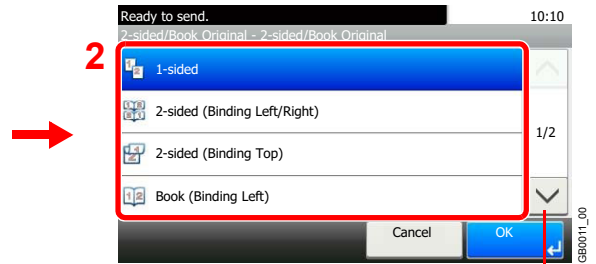 Ready to send.
10:10
2-sided/Book Original - 2-sided/Book Original
2
1-sided
2-sided (Binding Left/Right)
2-sided (Binding Top)
1/2
Book (Binding Left)
Cancel
OK
GB0011_00